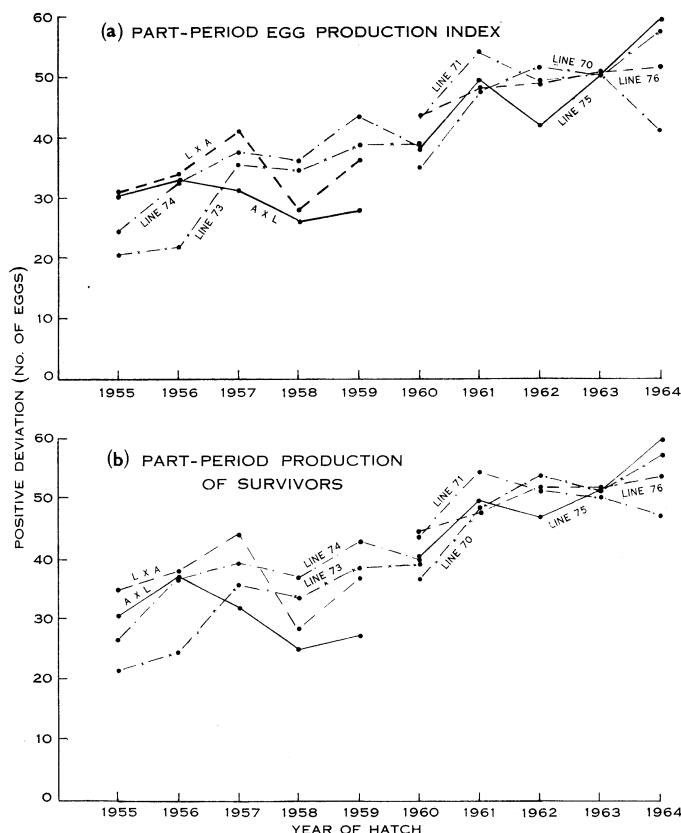 (a) PART-PERIOD EGG PRODUCTION INDEX
60
50
40
30
20
10
0
L X A
LINE 74
LINE 73
A X L
LINE 71
LINE 70
LINE 76
LINE 75
1955 1956 1957 1958 1959 1960 1961 1962 1963 1964
POSITIVE DEVIATION (No. OF EGGS)
(b) PART-PERIOD PRODUCTION
OF SURVIVORS
60
50
40
30
20
10
0
L X A
A X L
LINE 74
LINE 73
LINE 71
LINE 70
LINE 75
LINE 76
1955 1956 1957 1958 1959 1960 1961 1962 1963 1964
YEAR OF HATCH